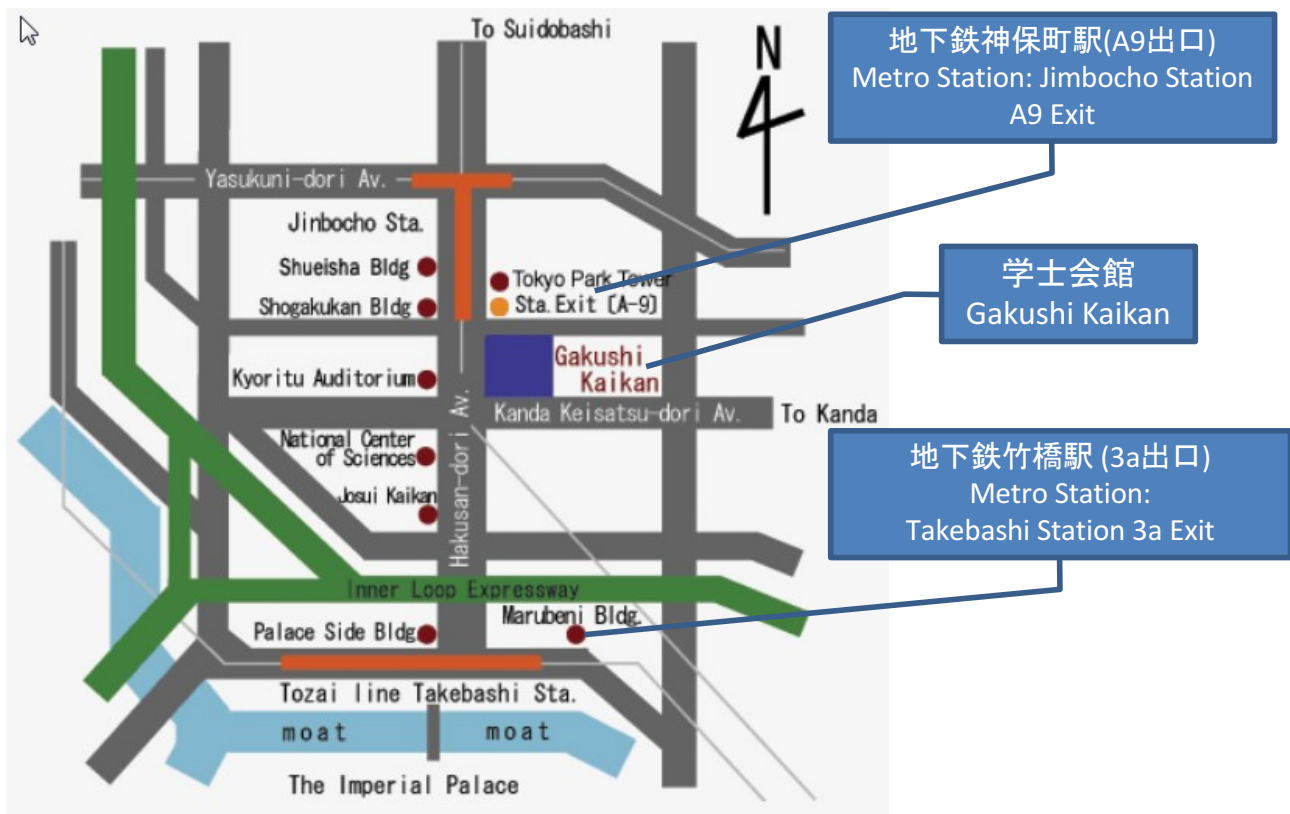 To Suidobashi
N
地下鉄神保町駅(A9出口)
Metro Station: Jimbocho Station
A9 Exit
Yasukuni-dori Av.
Jinbocho Sta.
Shueisha Bldg
Tokyo Park Tower
Shogakukan Bldg
Sta. Exit [A-9]
学士会館
Gakushi Kaikan
Gakushi
Kaikan
Kyoritu Auditorium
Kanda Keisatsu-dori Av.
To Kanda
Hakusan-dori Av.
National Center
of Sciences
Josui Kaikan
地下鉄竹橋駅 (3a出口)
Metro Station:
Takebashi Station 3a Exit
Inner Loop Expressway
Marubeni Bldg.
Palace Side Bldg
Tozai line Takebashi Sta.
moat
moat
The Imperial Palace